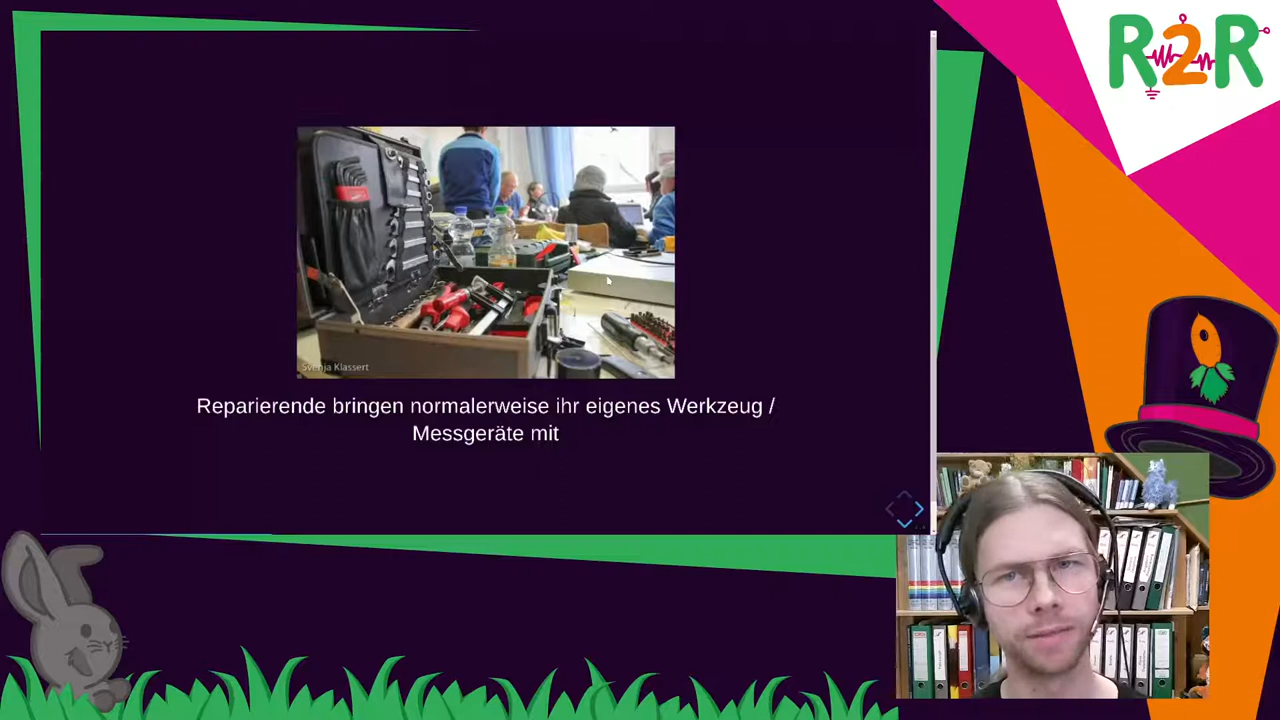 R2R
Svenja Klassert
Reparierende bringen normalerweise ihr eigenes Werkzeug /
Messgeräte mit